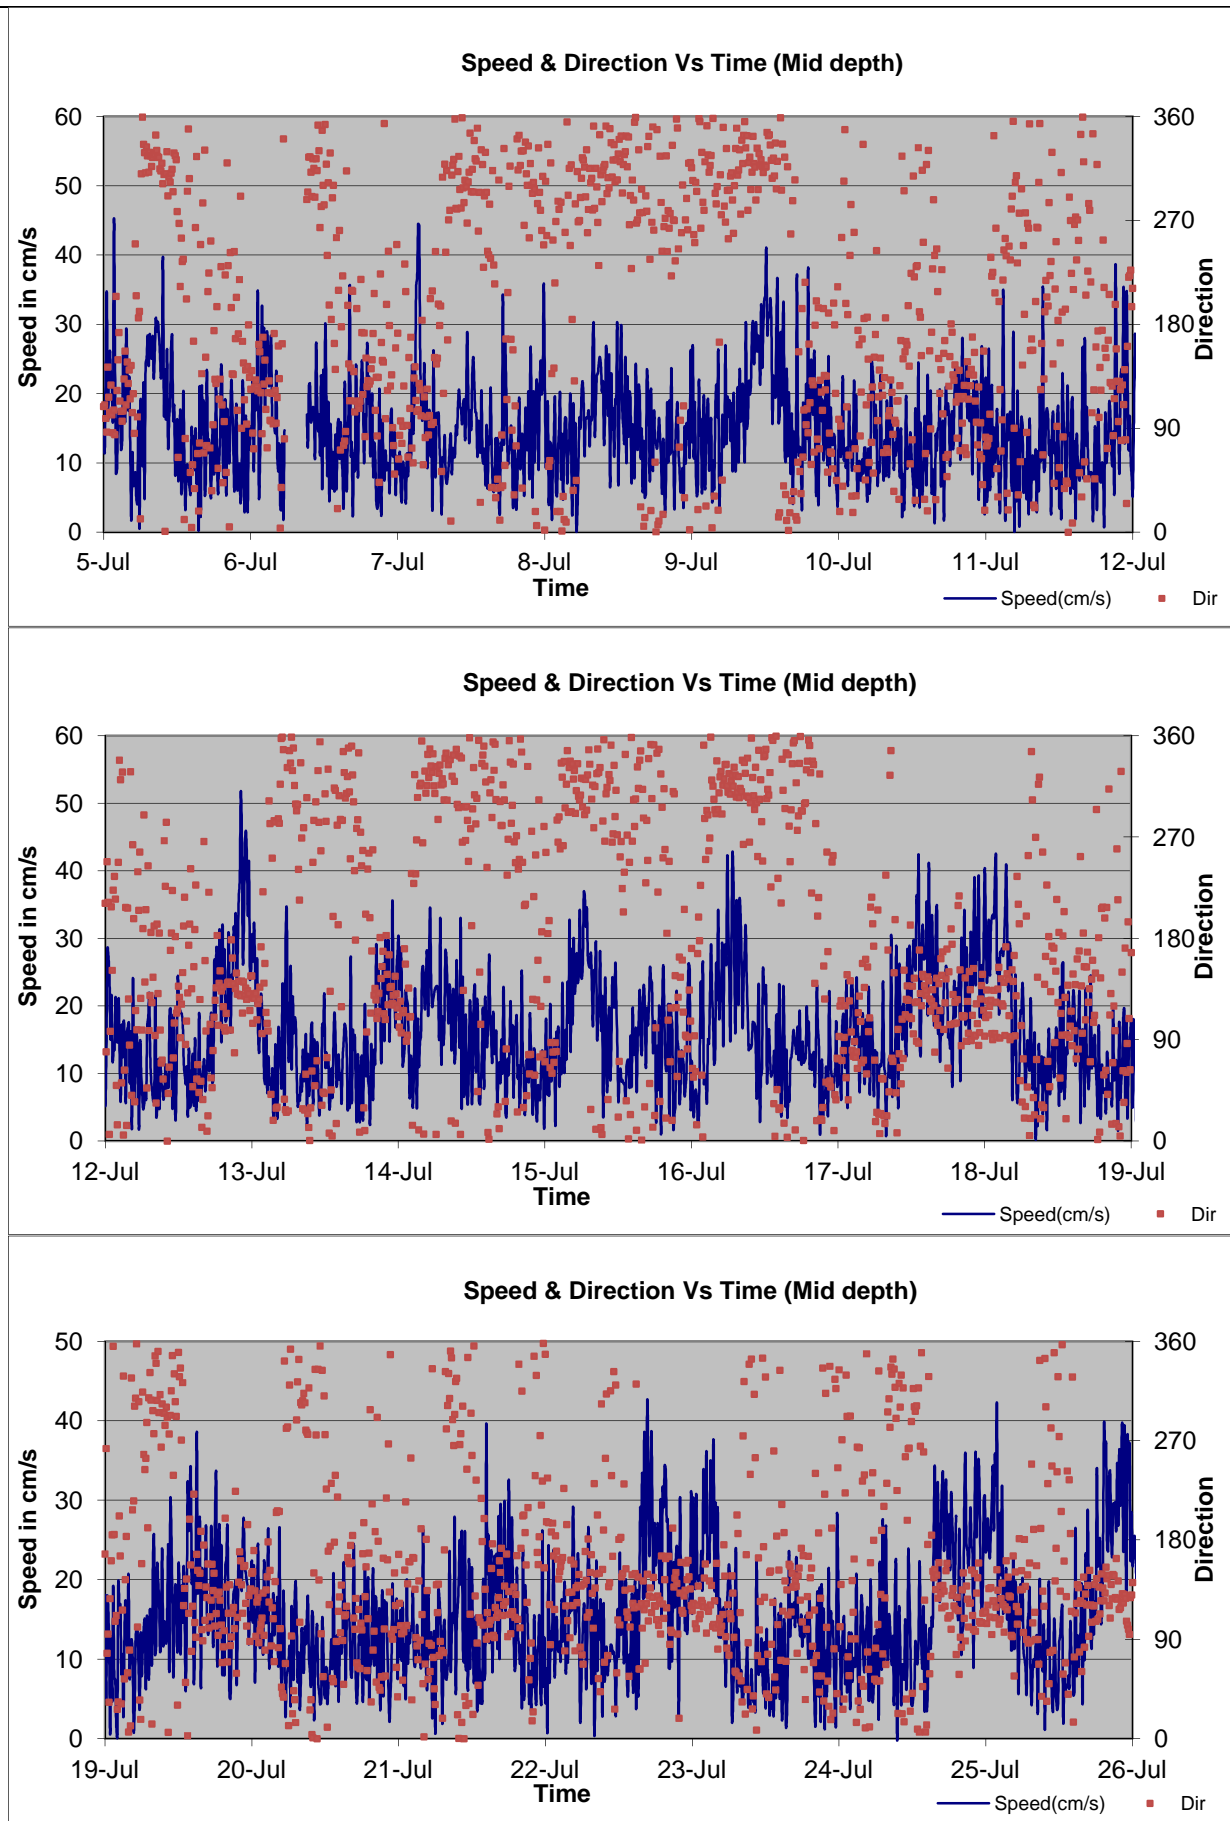 Speed & Direction Vs Time (Mid depth)
60
50
40
30
20
10
0
Speed in cm/s
360
270
180
90
0
Direction
5-Jul 6-Jul 7-Jul 8-Jul 9-Jul 10-Jul 11-Jul 12-Jul
Time
Speed(cm/s) Dir
Speed & Direction Vs Time (Mid depth)
60
50
40
30
20
10
0
Speed in cm/s
360
270
180
90
0
Direction
12-Jul 13-Jul 14-Jul 15-Jul 16-Jul 17-Jul 18-Jul 19-Jul
Time
Speed(cm/s) Dir
Speed & Direction Vs Time (Mid depth)
50
40
30
20
10
0
Speed in cm/s
360
270
180
90
0
Direction
19-Jul 20-Jul 21-Jul 22-Jul 23-Jul 24-Jul 25-Jul 26-Jul
Time
Speed(cm/s) Dir